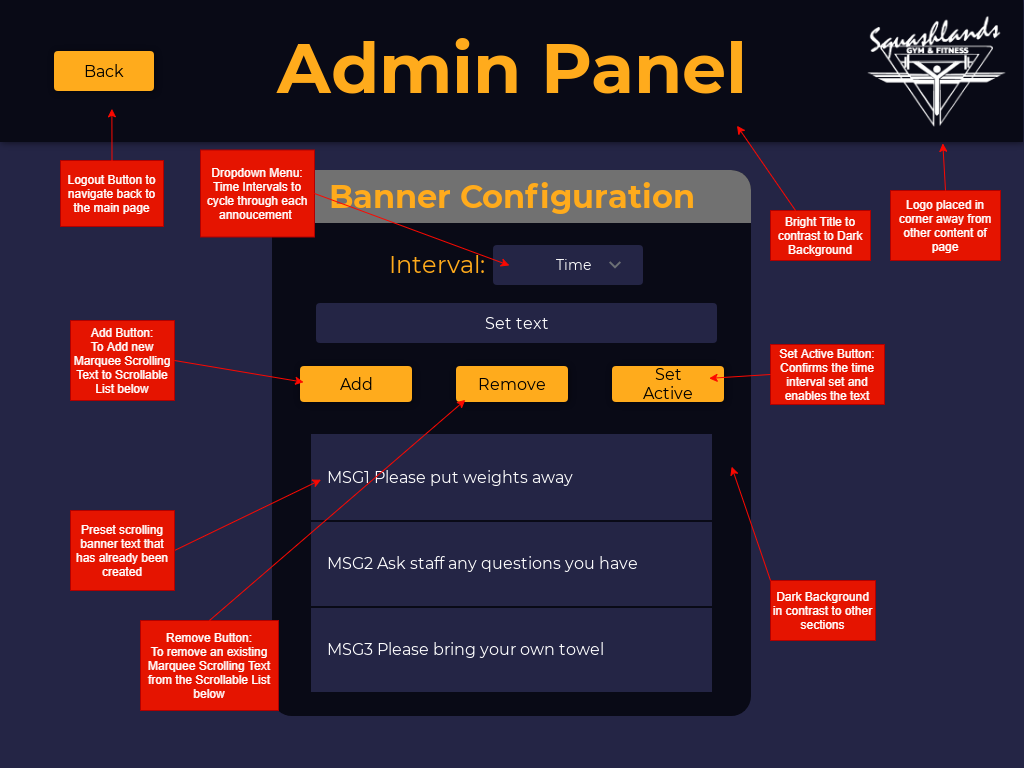 Back
Admin Panel
Squashlands
GYM & FITNESS
Logout Button to
navigate back to
the main page
Dropdown Menu:
Time Intervals to
cycle through each
annoucement
Banner Configuration
Bright Title to
contrast to Dark
Background
Logo placed in
corner away from
other content of
page
Interval:
Time
Set text
Add Button:
To Add new
Marquee Scrolling
Text to Scrollable
List below
Add
Remove
Set
Active
Set Active Button:
Confirms the time
interval set and
enables the text
MSG1 Please put weights away
Preset scrolling
banner text that
has already been
created
MSG2 Ask staff any questions you have
Dark Background
in contrast to other
sections
Remove Button:
To remove an existing
Marquee Scrolling Text
from the Scrollable List
below
MSG3 Please bring your own towel